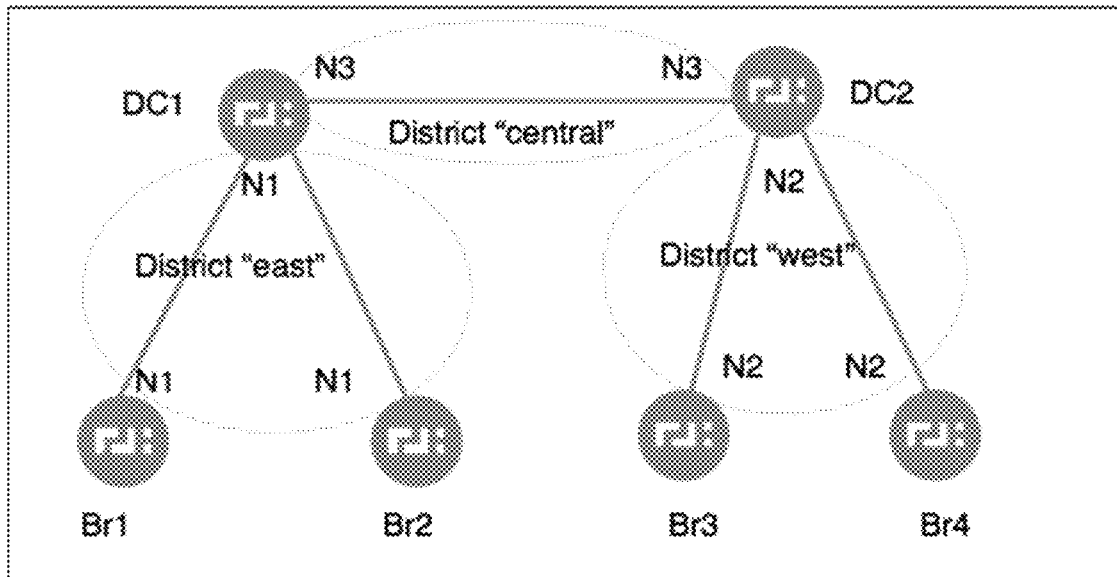 N3
N3
DC1
DC2
District "central"
N1
N2
District "east"
District "west"
N1
N1
N2
N2
Br1
Br2
Br3
Br4